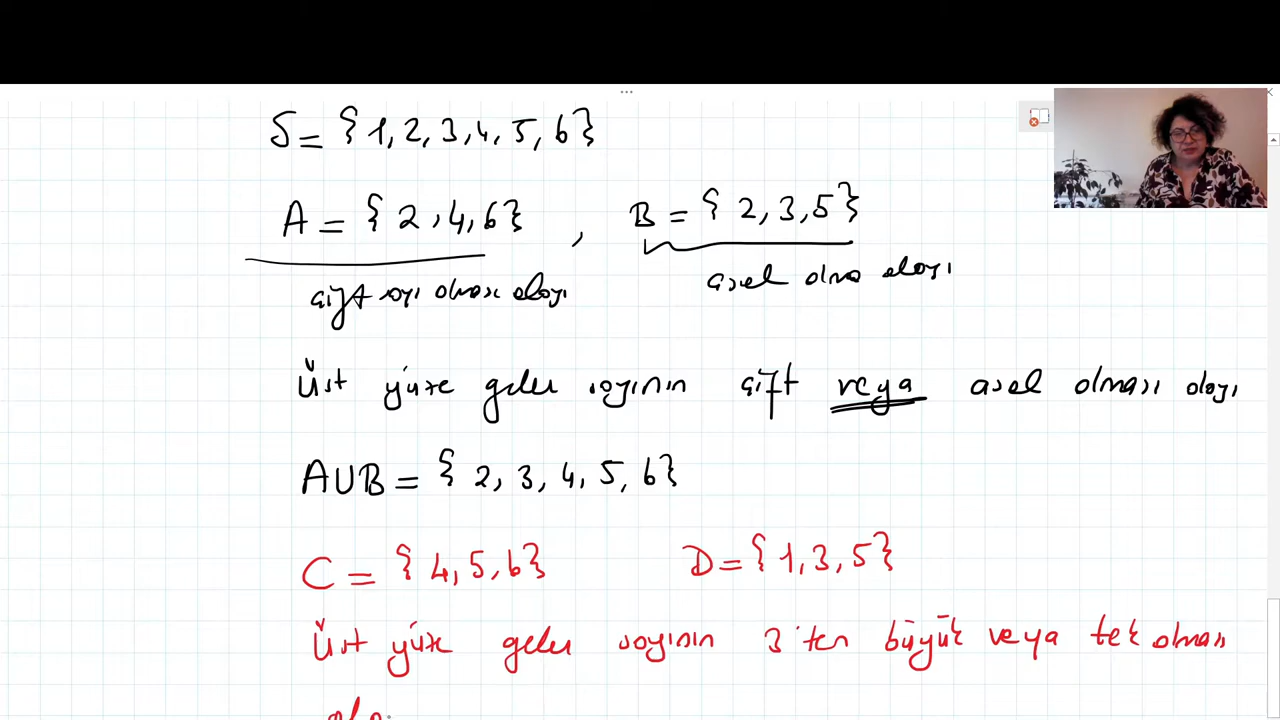 S = {1, 2, 3, 4, 5, 6}
A = {2, 4, 6} , B = {2, 3, 5}
çift sayı olması olayı asal olma olayı
Üst yüze gelen sayının çift veya asal olması olayı
A∪B = {2, 3, 4, 5, 6}
C = {4, 5, 6} D = {1, 3, 5}
Üst yüze gelen sayının 3'ten büyük veya tek olması